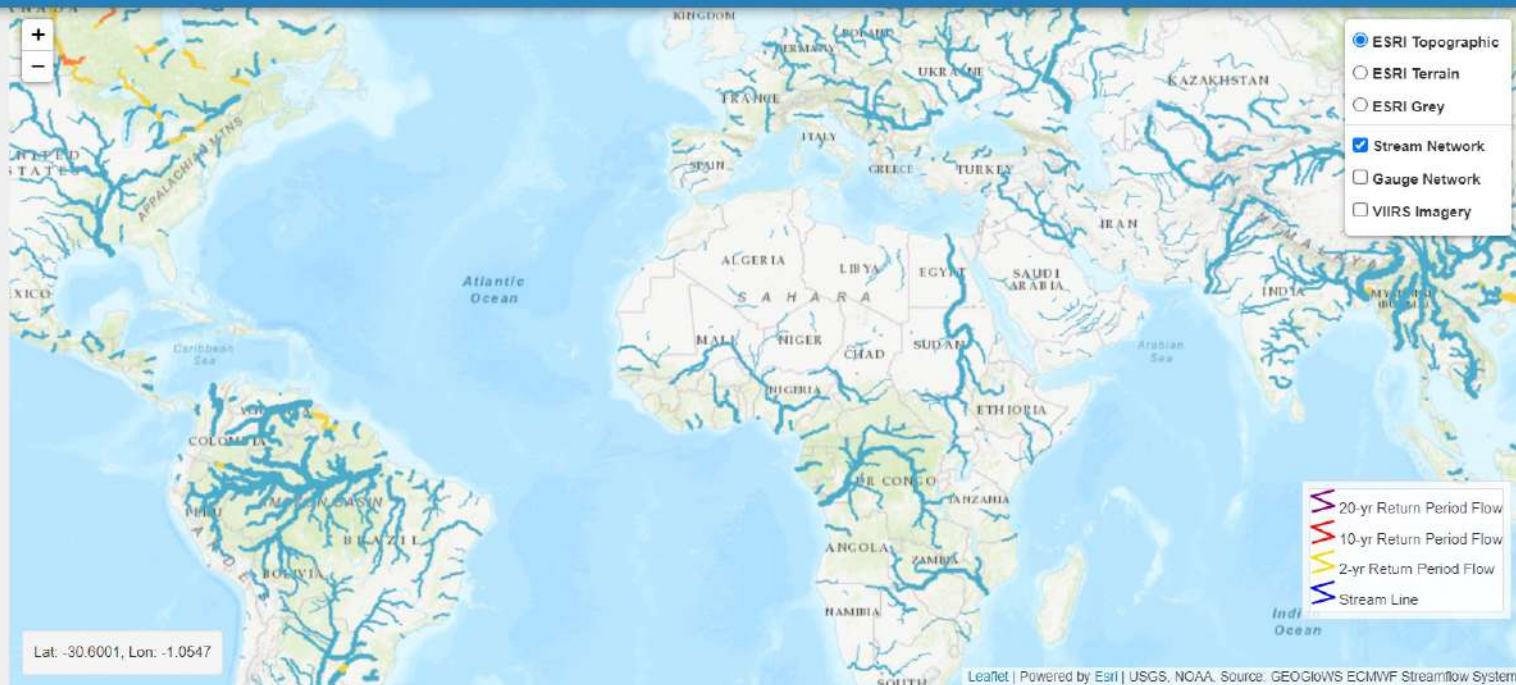 CANADA
+
−
KINGDOM
POLAND
GERMANY
UKRAINE
FRANCE
KAZAKHSTAN
ITALY
SPAIN
GREECE
TURKEY
UNITED
STATES
APPALACHIAN MTNS
IRAN
HIMALAYA
ALGERIA
LIBYA
EGYPT
SAUDI
ARABIA
Atlantic
Ocean
SAHARA
INDIA
EXICO
MALI
NIGER
CHAD
SUDAN
Caribbean
Sea
Arabian
Sea
NIGERIA
ETHIOPIA
COLOMBIA
DR CONGO
TANZANIA
PERU
BRAZIL
ANDES
BOLIVIA
ANGOLA
ZAMBIA
NAMIBIA
SOUTH
Indi
Ocean
ESRI Topographic
ESRI Terrain
ESRI Grey
Stream Network
Gauge Network
VIIRS Imagery
20-yr Return Period Flow
10-yr Return Period Flow
2-yr Return Period Flow
Stream Line
Lat: -30.6001, Lon: -1.0547
Leaflet | Powered by Esri | USGS, NOAA, Source: GEOGloWS ECMWF Streamflow System